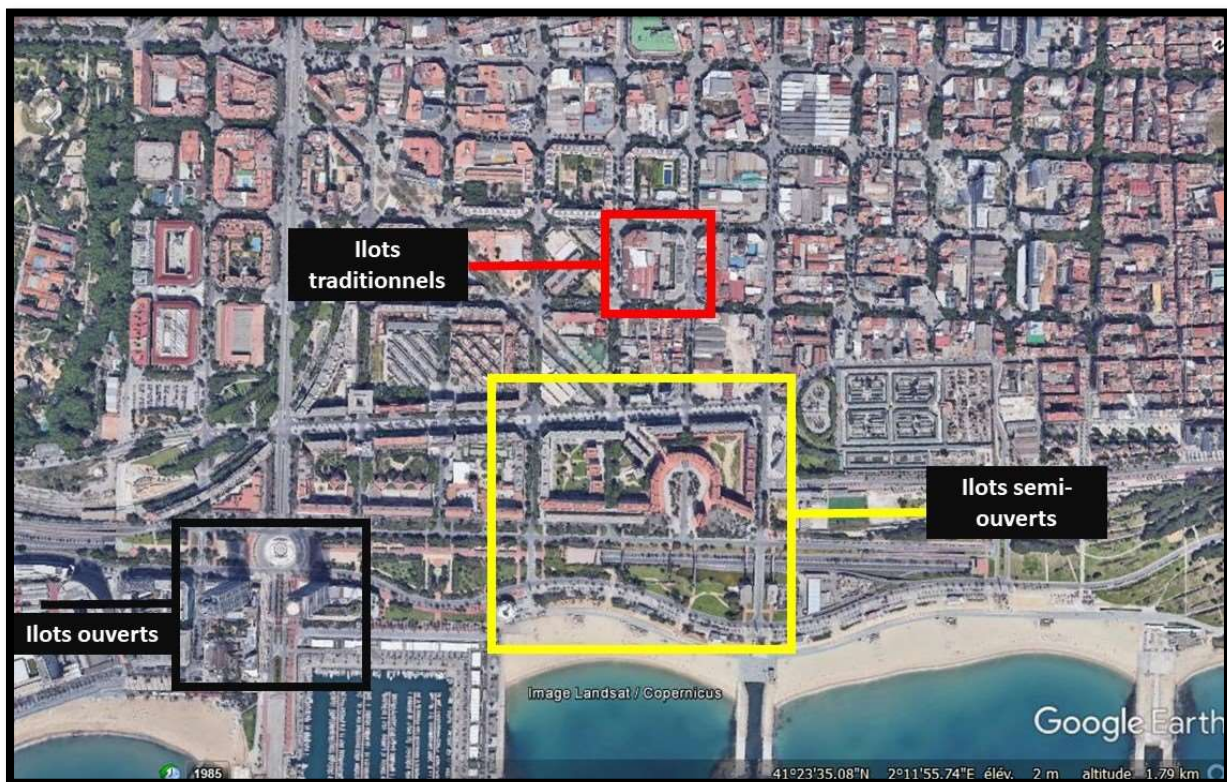 Ilots
traditionnels
Ilots semi-
ouverts
Ilots ouverts
Image Landsat / Copernicus
Google Earth
1985
41°23'35.08"N 2°11'55.74"E élév. 2 m altitude 1.79 km